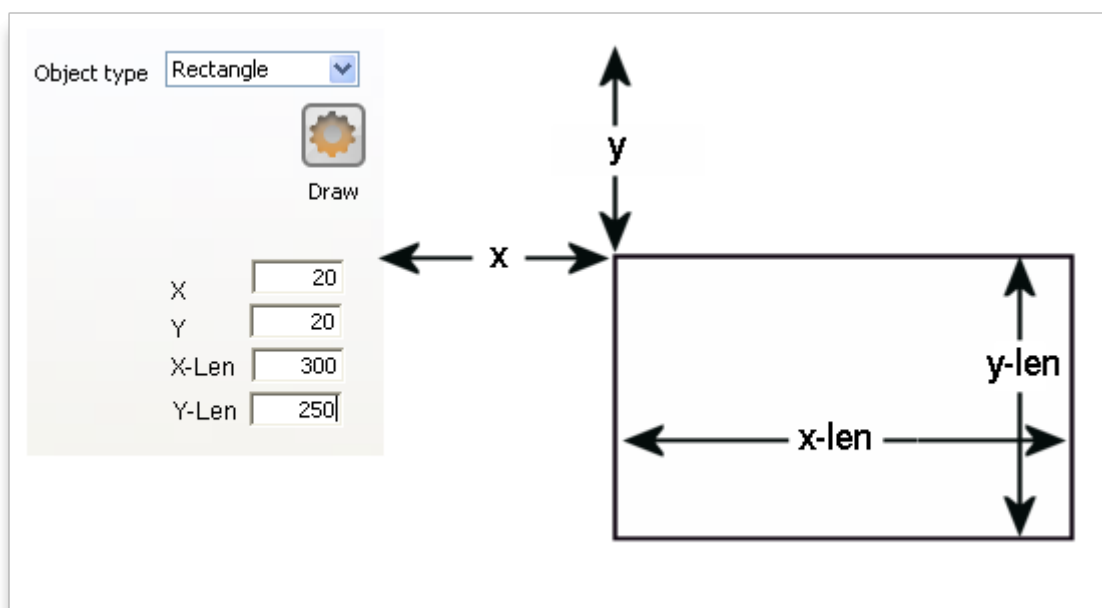 Object type Rectangle
Draw
X 20
Y 20
X-Len 300
Y-Len 250
y
x
y-len
x-len